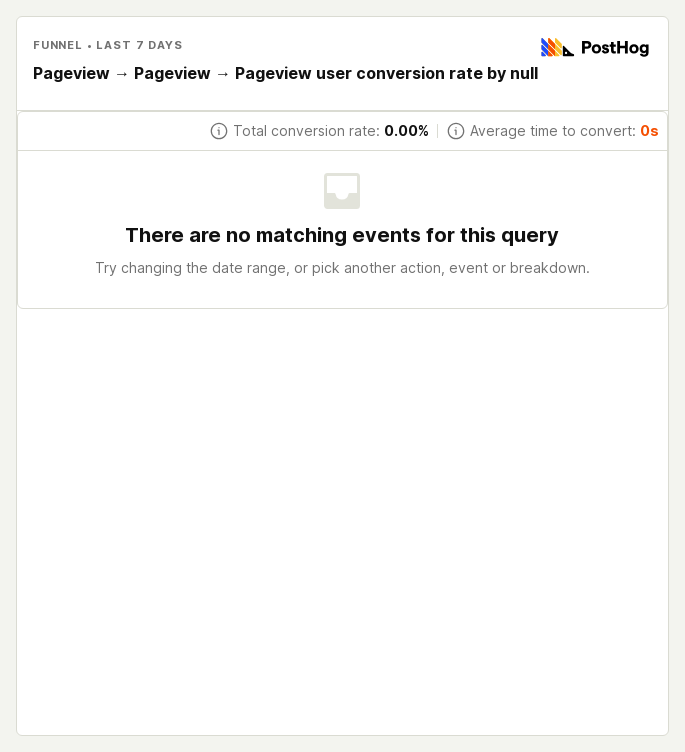 FUNNEL • LAST 7 DAYS
PostHog
Pageview → Pageview → Pageview user conversion rate by null
Total conversion rate: 0.00%
Average time to convert: 0s
There are no matching events for this query
Try changing the date range, or pick another action, event or breakdown.